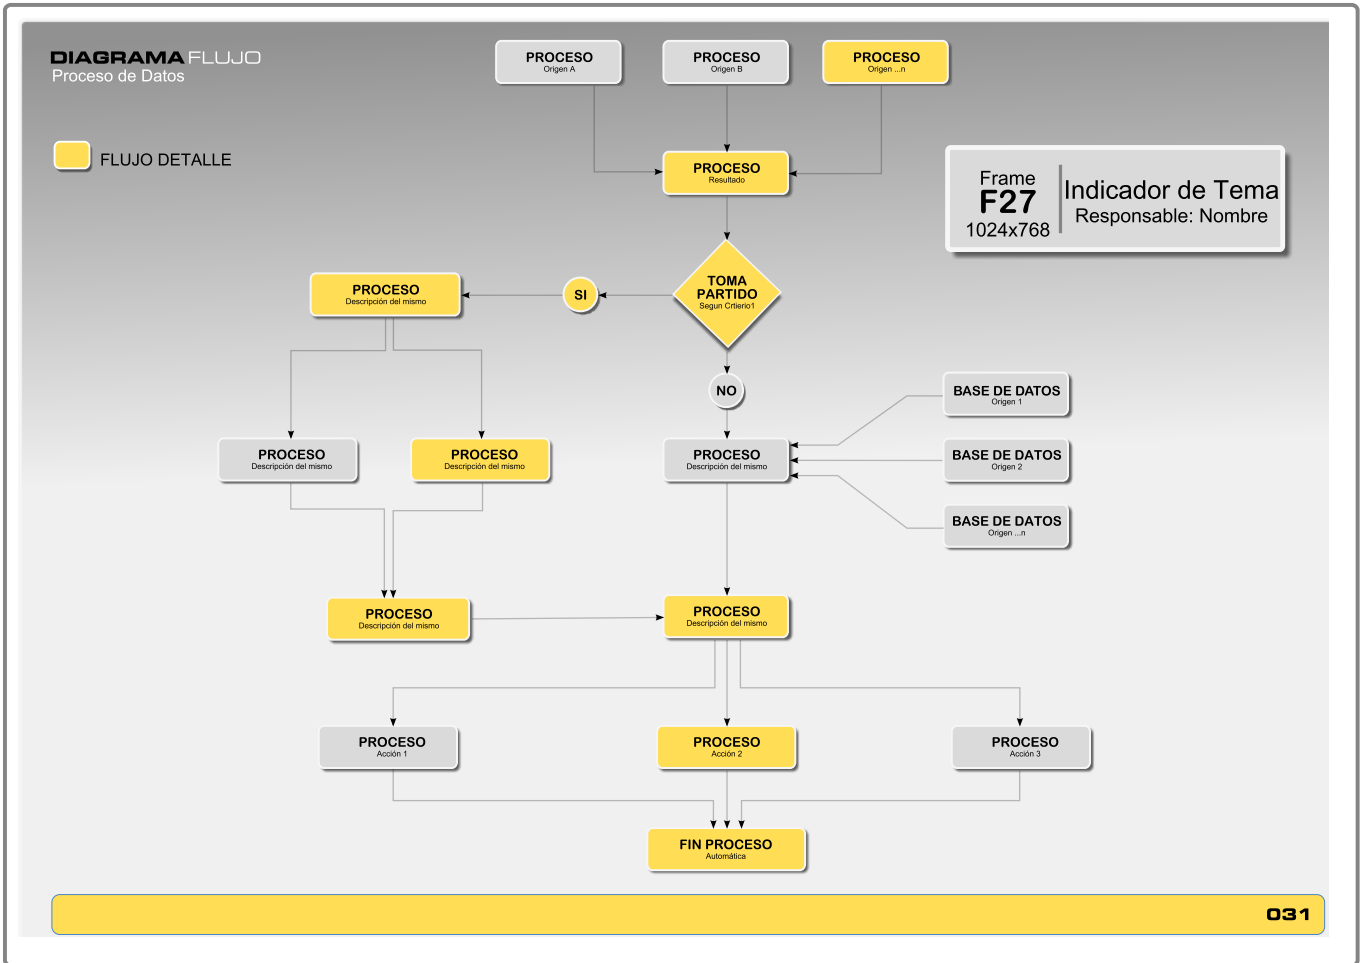 DIAGRAMA FLUJO
Proceso de Datos
FLUJO DETALLE
PROCESO
Origen A
PROCESO
Origen B
PROCESO
Origen ...n
PROCESO
Resultado
Frame
F27
1024x768
Indicador de Tema
Responsable: Nombre
TOMA
PARTIDO
Segun Crtierio1
SI
PROCESO
Descripción del mismo
NO
BASE DE DATOS
Origen 1
PROCESO
Descripción del mismo
PROCESO
Descripción del mismo
PROCESO
Descripción del mismo
BASE DE DATOS
Origen 2
BASE DE DATOS
Origen ...n
PROCESO
Descripción del mismo
PROCESO
Descripción del mismo
PROCESO
Acción 1
PROCESO
Acción 2
PROCESO
Acción 3
FIN PROCESO
Automática
031